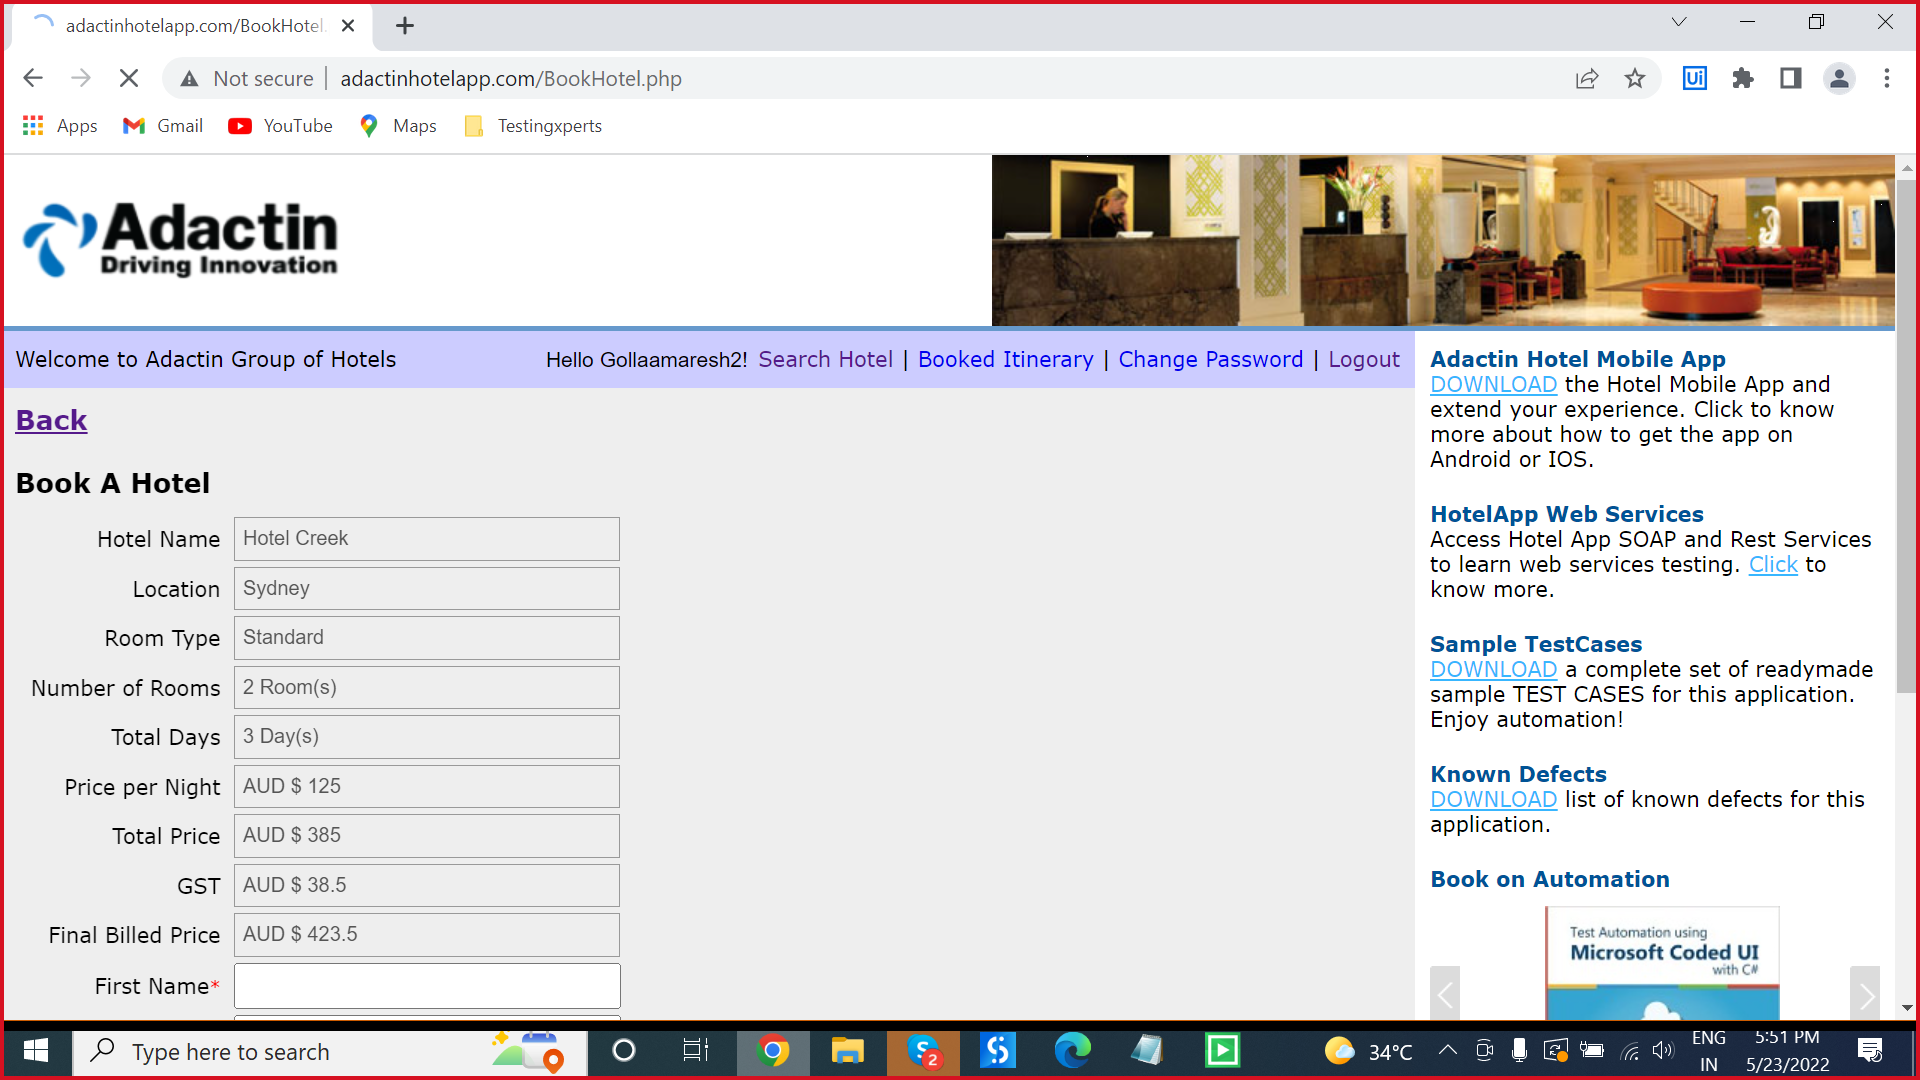 adactinhotelapp.com/BookHotel.
Not secure
adactinhotelapp.com/BookHotel.php
Ui
Apps
Gmail
YouTube
Maps
Testingxperts
Adactin
Driving Innovation
Welcome to Adactin Group of Hotels
Hello Gollaamaresh2! Search Hotel | Booked Itinerary | Change Password | Logout
Back
Book A Hotel
Hotel Name Hotel Creek
Location Sydney
Room Type Standard
Number of Rooms 2 Room(s)
Total Days 3 Day(s)
Price per Night AUD $ 125
Total Price AUD $ 385
GST AUD $ 38.5
Final Billed Price AUD $ 423.5
First Name*
Adactin Hotel Mobile App
DOWNLOAD the Hotel Mobile App and
extend your experience. Click to know
more about how to get the app on
Android or IOS.
HotelApp Web Services
Access Hotel App SOAP and Rest Services
to learn web services testing. Click to
know more.
Sample TestCases
DOWNLOAD a complete set of readymade
sample TEST CASES for this application.
Enjoy automation!
Known Defects
DOWNLOAD list of known defects for this
application.
Book on Automation
Test Automation using
Microsoft Coded UI
with C#
Type here to search
S
2
34°C
ENG
IN
5:51 PM
5/23/2022